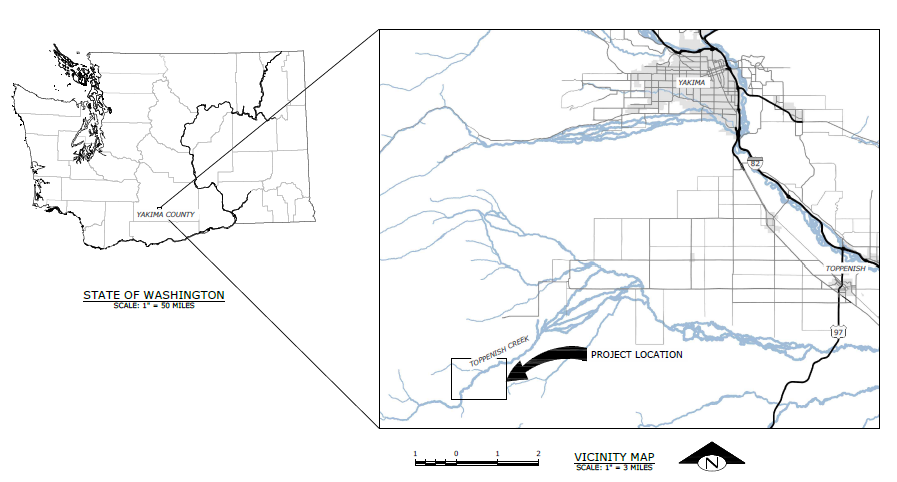 YAKIMA
82
YAKIMA COUNTY
TOPPENISH
STATE OF WASHINGTON
SCALE: 1" = 50 MILES
97
TOPPENISH CREEK
PROJECT LOCATION
1 0 1 2
VICINITY MAP
SCALE: 1" = 3 MILES
N